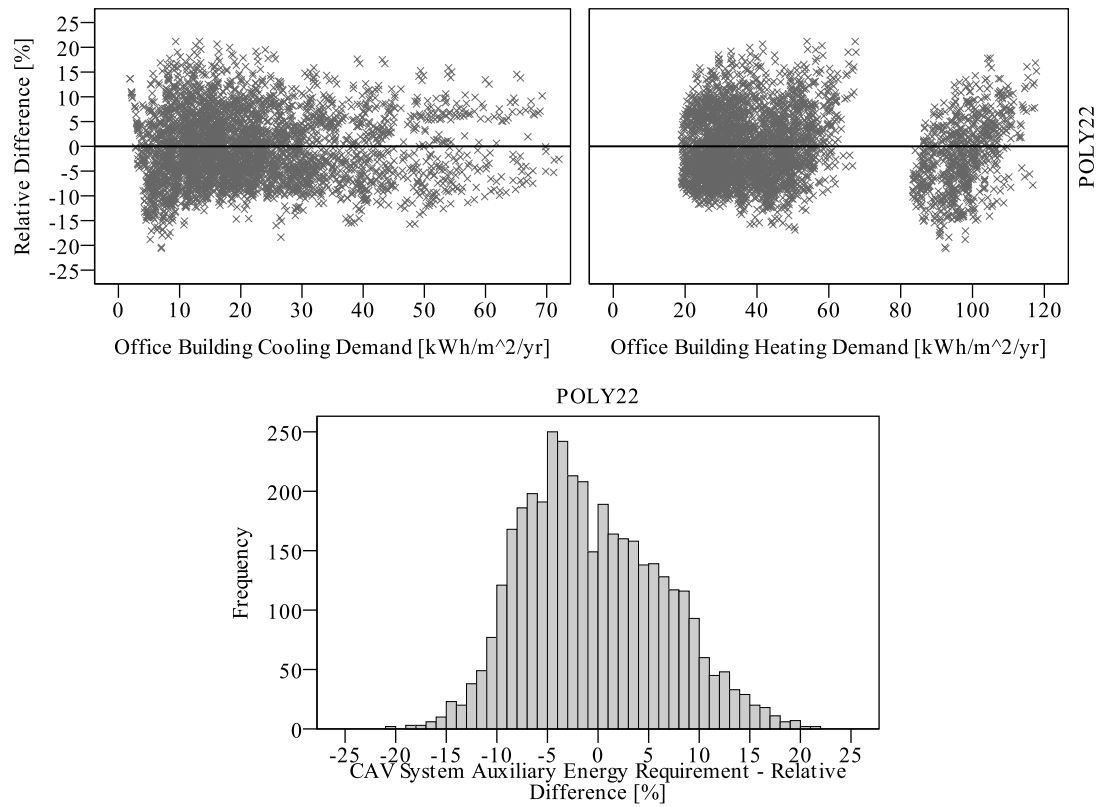 Relative Difference [%]
25
20
15
10
5
0
-5
-10
-15
-20
-25
0 10 20 30 40 50 60 70
Office Building Cooling Demand [kWh/m^2/yr]
0 20 40 60 80 100 120
Office Building Heating Demand [kWh/m^2/yr]
POLY22
POLY22
Frequency
250
200
150
100
50
0
-25 -20 -15 -10 -5 0 5 10 15 20 25
CAV System Auxiliary Energy Requirement - Relative
Difference [%]